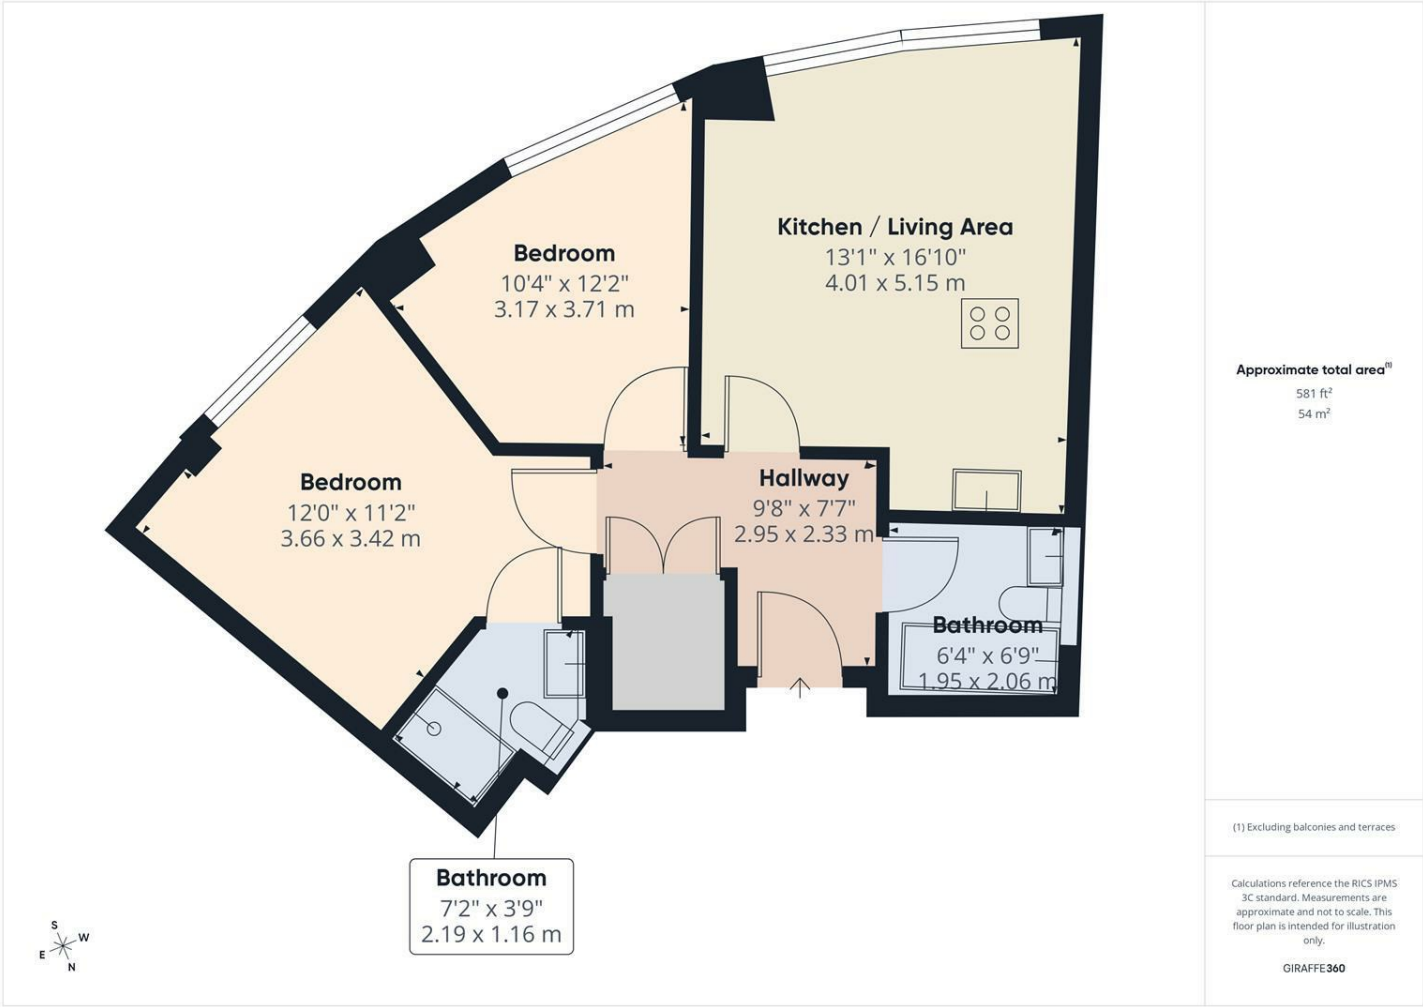 Kitchen / Living Area
13'1" x 16'10"
4.01 x 5.15 m
Bedroom
10'4" x 12'2"
3.17 x 3.71 m
Bedroom
12'0" x 11'2"
3.66 x 3.42 m
Hallway
9'8" x 7'7"
2.95 x 2.33 m
Bathroom
6'4" x 6'9"
1.95 x 2.06 m
Bathroom
7'2" x 3'9"
2.19 x 1.16 m
S
W
E
N
Approximate total area(1)
581 ft²
54 m²
(1) Excluding balconies and terraces
Calculations reference the RICS IPMS
3C standard. Measurements are
approximate and not to scale. This
floor plan is intended for illustration
only.
GIRAFFE360